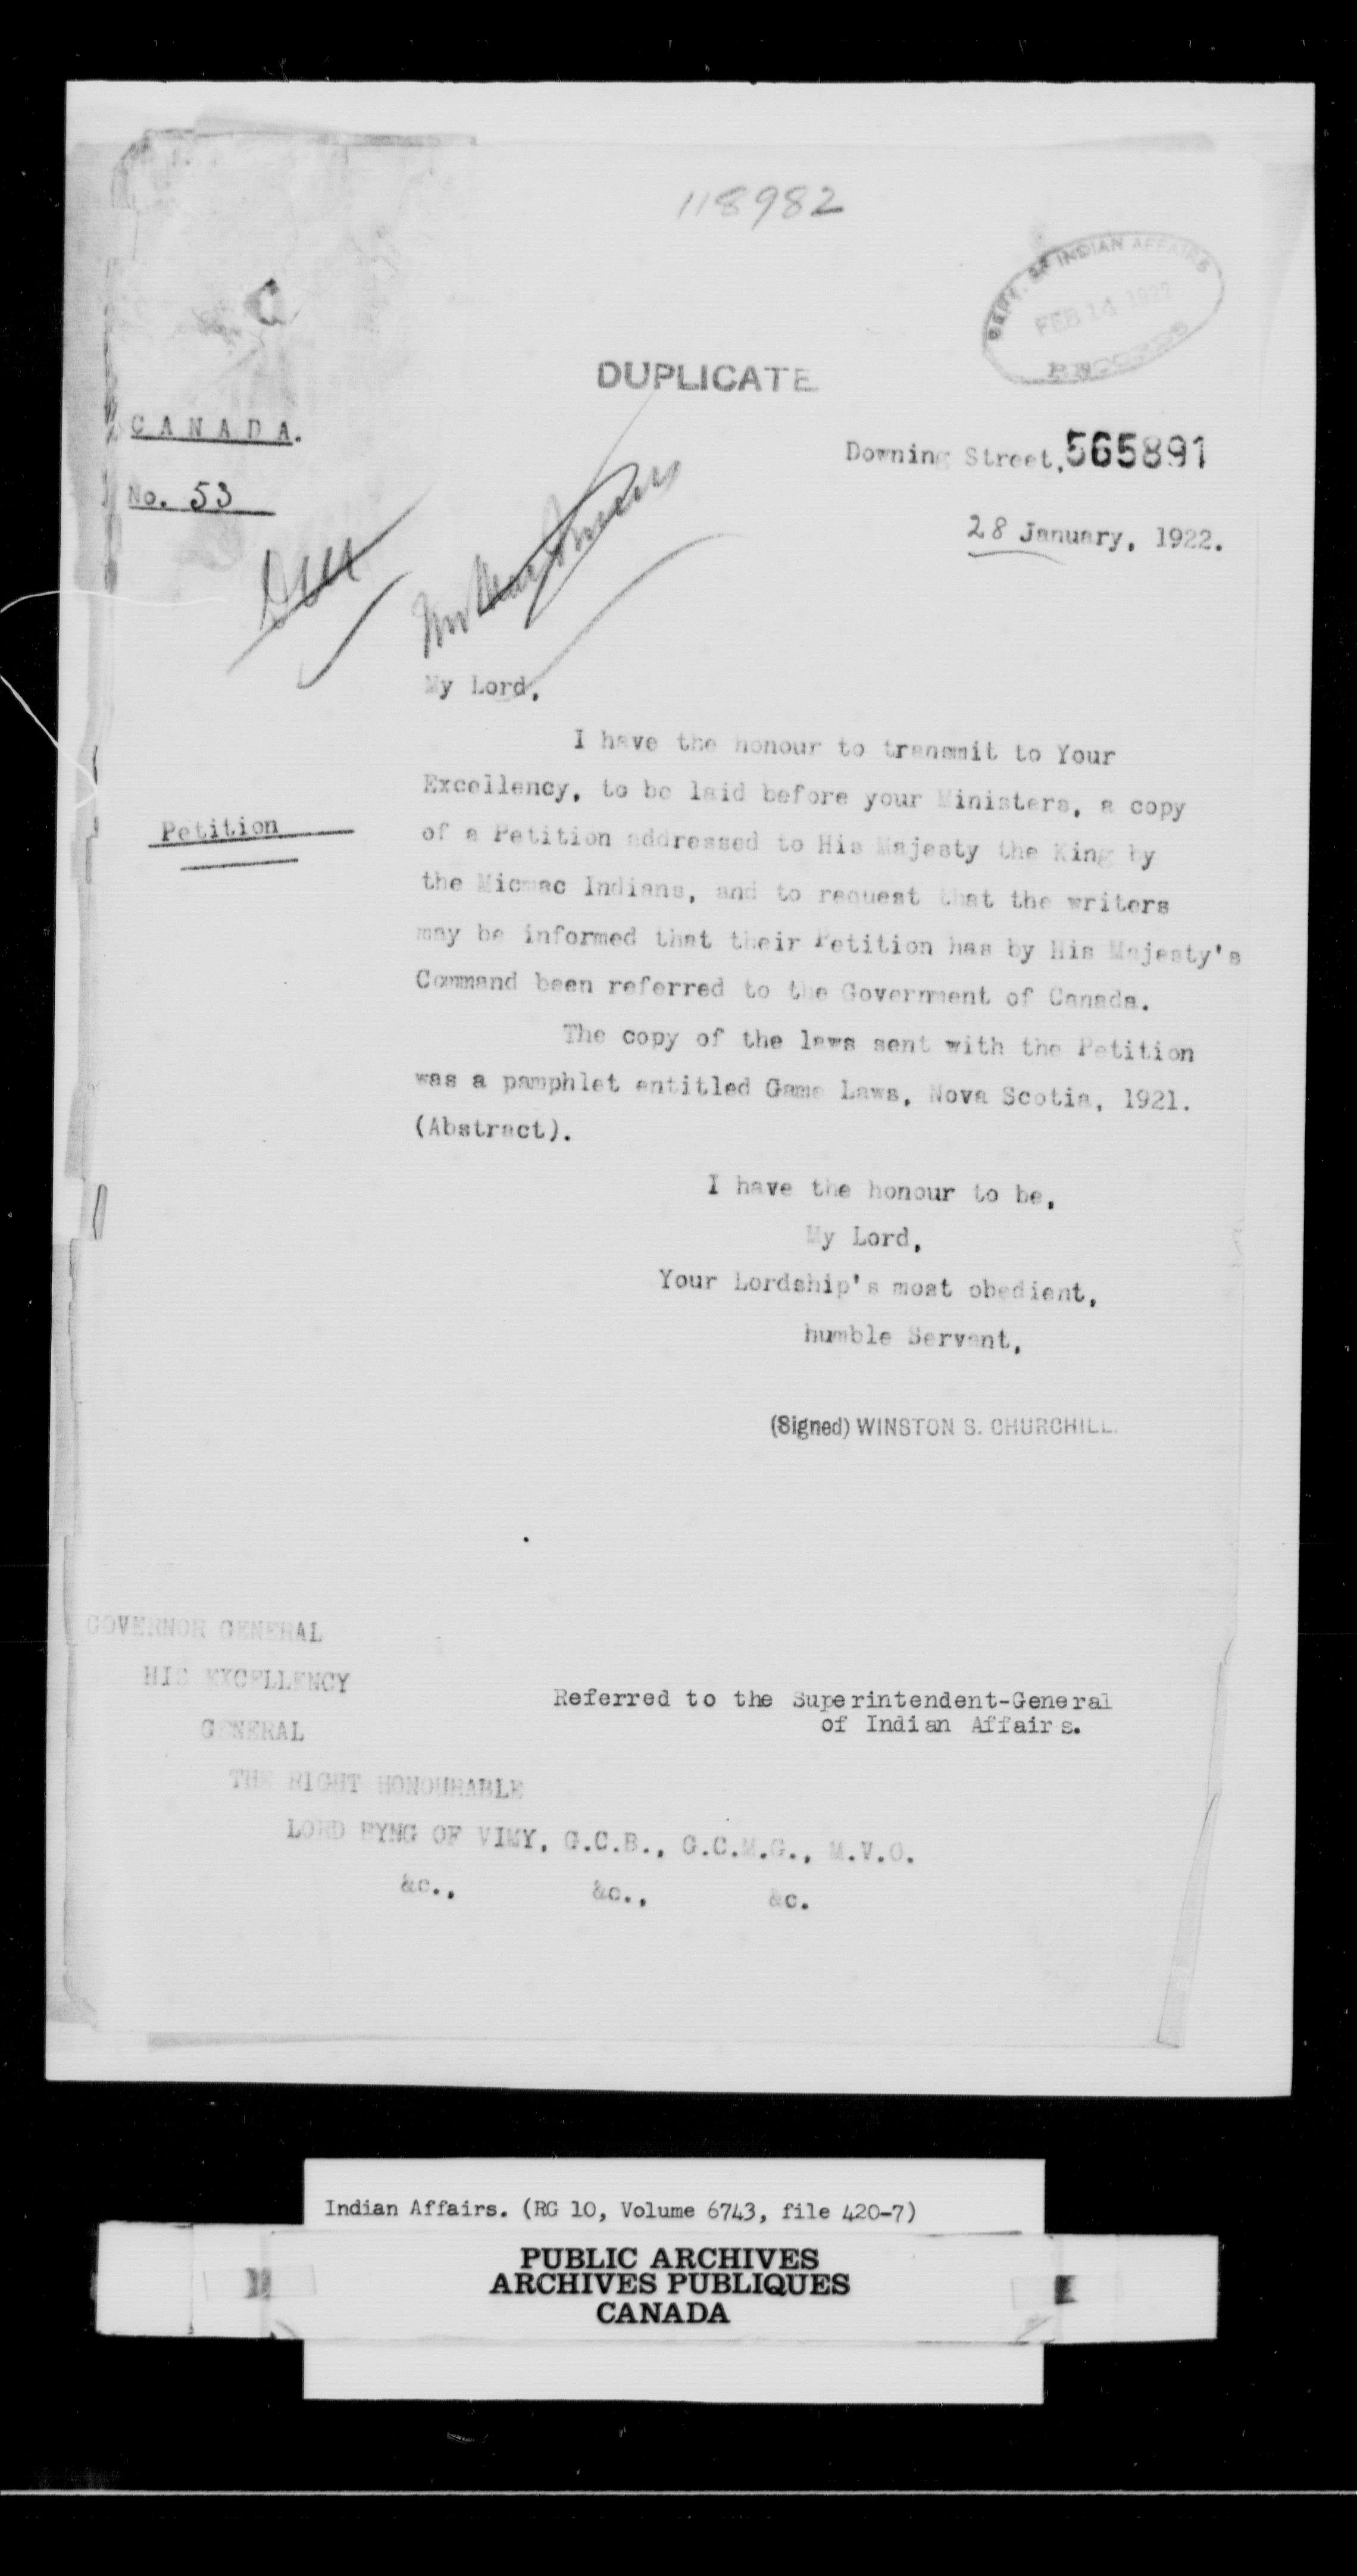 118982
DEPT. OF INDIAN AFFAIRS
FEB 14 1922
RECORDS
DUPLICATE
CANADA.
Downing Street, 565891
No. 53
28 January, 1922.
My Lord,
I have the honour to transmit to Your
Excellency, to be laid before your Ministers, a copy
Petition
of a Petition addressed to His Majesty the King by
the Micmac Indians, and to request that the writers
may be informed that their Petition has by His Majesty's
Command been referred to the Government of Canada.
The copy of the laws sent with the Petition
was a pamphlet entitled Game Laws, Nova Scotia, 1921.
(Abstract).
I have the honour to be,
My Lord,
Your Lordship's most obedient,
humble Servant,
(Signed) WINSTON S. CHURCHILL.
GOVERNOR GENERAL
HIS EXCELLENCY
GENERAL
THE RIGHT HONOURABLE
LORD BYNG OF VIMY, G.C.B., G.C.M.G., M.V.O.
&c., &c., &c.
Referred to the Superintendent-General
of Indian Affairs.
Indian Affairs. (RG 10, Volume 6743, file 420-7)
PUBLIC ARCHIVES
ARCHIVES PUBLIQUES
CANADA